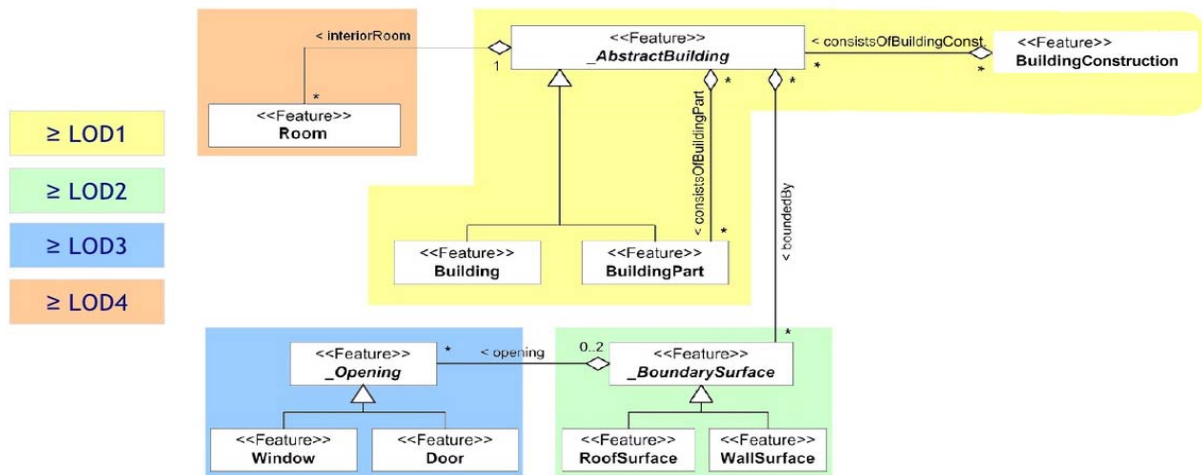 ≥ LOD1
≥ LOD2
≥ LOD3
≥ LOD4
< interiorRoom
1
*
<<Feature>>
Room
<<Feature>>
_AbstractBuilding
*
*
*
< consistsOfBuildingConst.
*
<<Feature>>
BuildingConstruction
< consistsOfBuildingPart
*
< boundedBy
*
<<Feature>>
Building
<<Feature>>
BuildingPart
<<Feature>>
_Opening
*
< opening
0..2
<<Feature>>
_BoundarySurface
<<Feature>>
Window
<<Feature>>
Door
<<Feature>>
RoofSurface
<<Feature>>
WallSurface